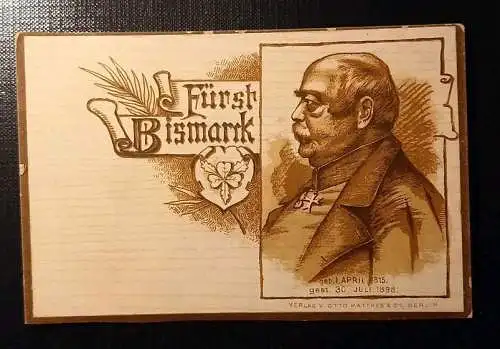 Fürst
Bismarck
geb. 1. APRIL 1815.
gest. 30. JULI 1898.
VERLAG V. OTTO MATTHES & Co, BERLIN